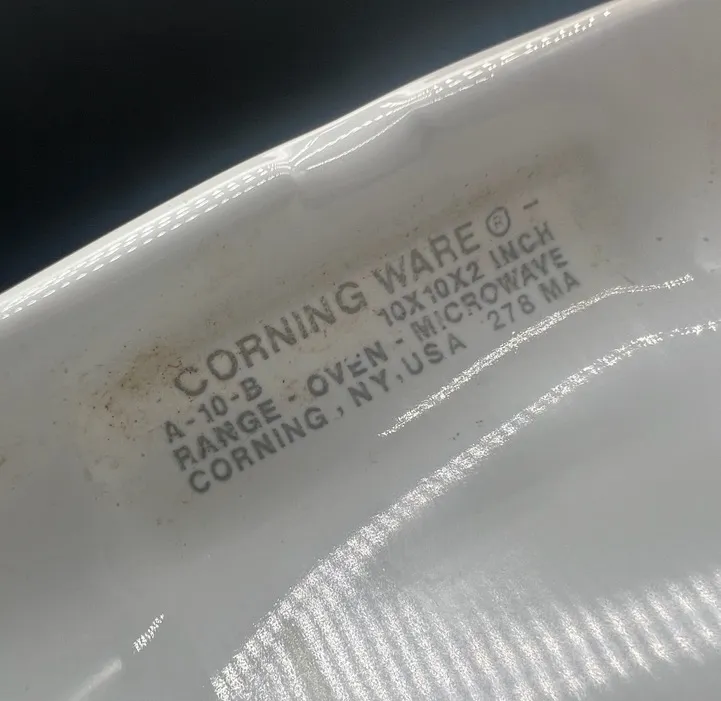 CORNING WARE ® -
A-10-B 10X10X2 INCH
RANGE - OVEN - MICROWAVE
CORNING, NY, USA 278 MA